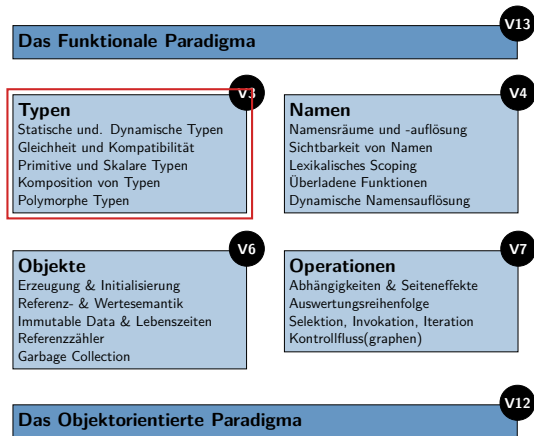 V13
Das Funktionale Paradigma
V3
Typen
Statische und. Dynamische Typen
Gleichheit und Kompatibilität
Primitive und Skalare Typen
Komposition von Typen
Polymorphe Typen
V4
Namen
Namensräume und -auflösung
Sichtbarkeit von Namen
Lexikalisches Scoping
Überladene Funktionen
Dynamische Namensauflösung
V6
Objekte
Erzeugung & Initialisierung
Referenz- & Wertesemantik
Immutable Data & Lebenszeiten
Referenzzähler
Garbage Collection
V7
Operationen
Abhängigkeiten & Seiteneffekte
Auswertungsreihenfolge
Selektion, Invokation, Iteration
Kontrollfluss(graphen)
V12
Das Objektorientierte Paradigma